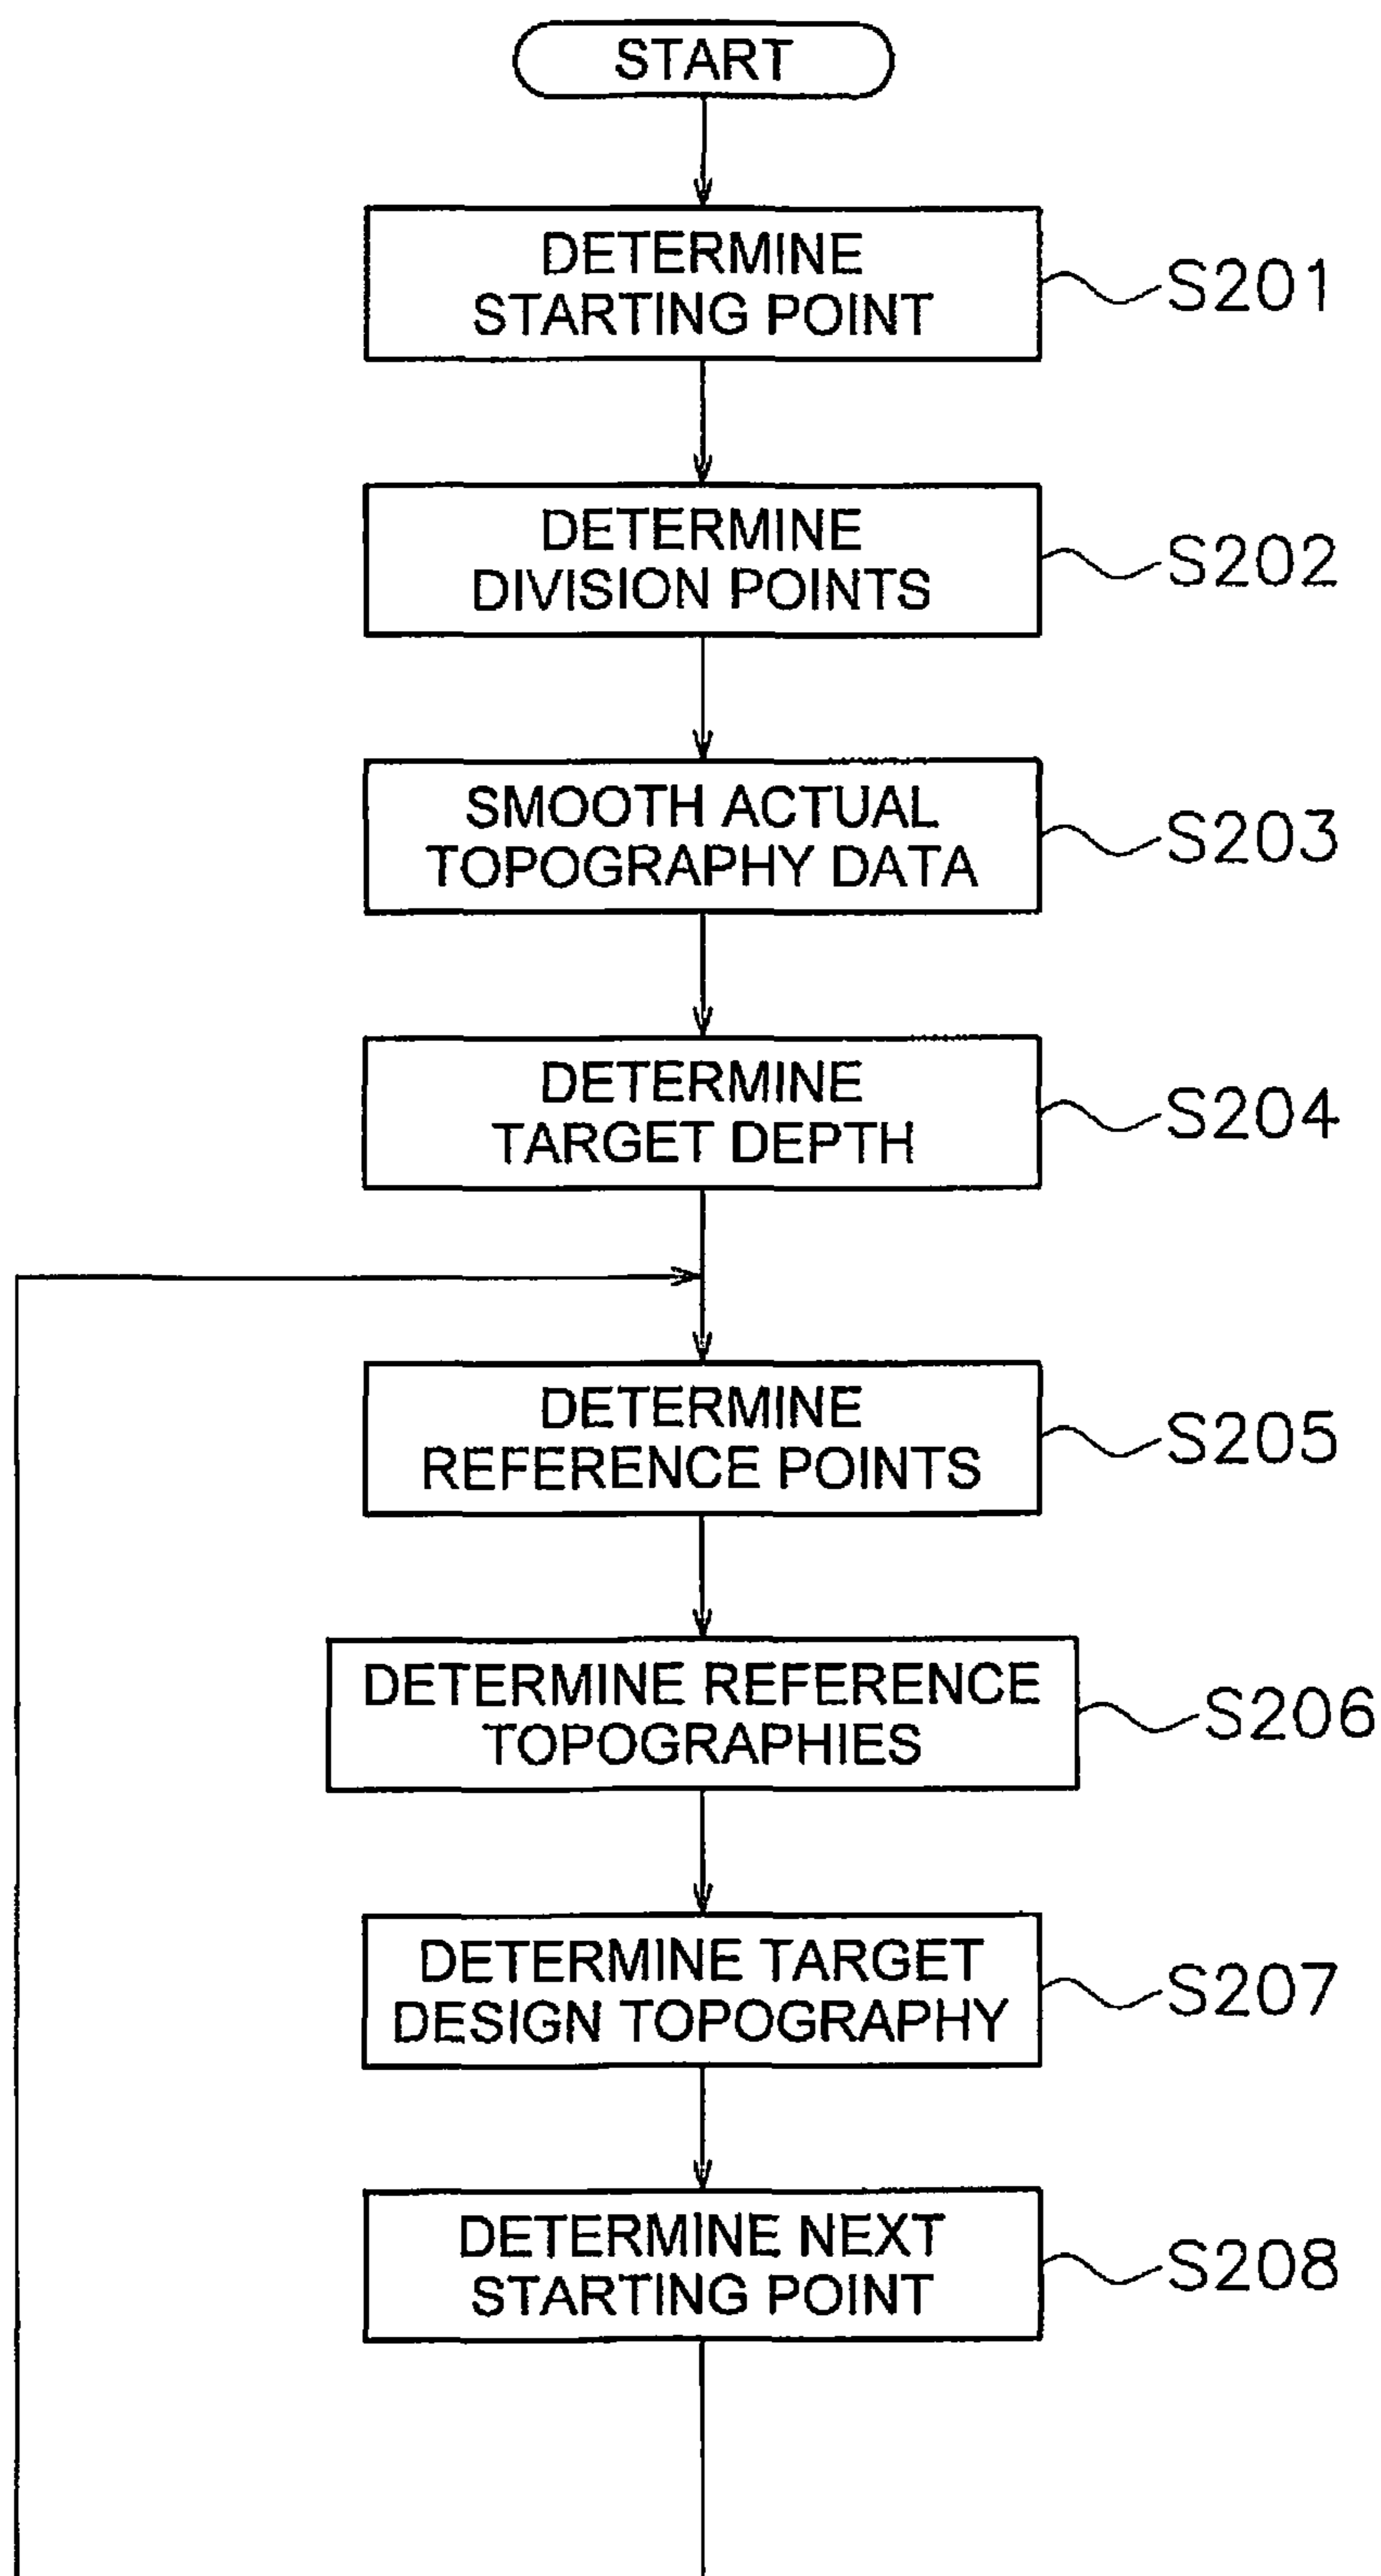 START
DETERMINE
STARTING POINT
S201
DETERMINE
DIVISION POINTS
S202
SMOOTH ACTUAL
TOPOGRAPHY DATA
S203
DETERMINE
TARGET DEPTH
S204
DETERMINE
REFERENCE POINTS
S205
DETERMINE REFERENCE
TOPOGRAPHIES
S206
DETERMINE TARGET
DESIGN TOPOGRAPHY
S207
DETERMINE NEXT
STARTING POINT
S208